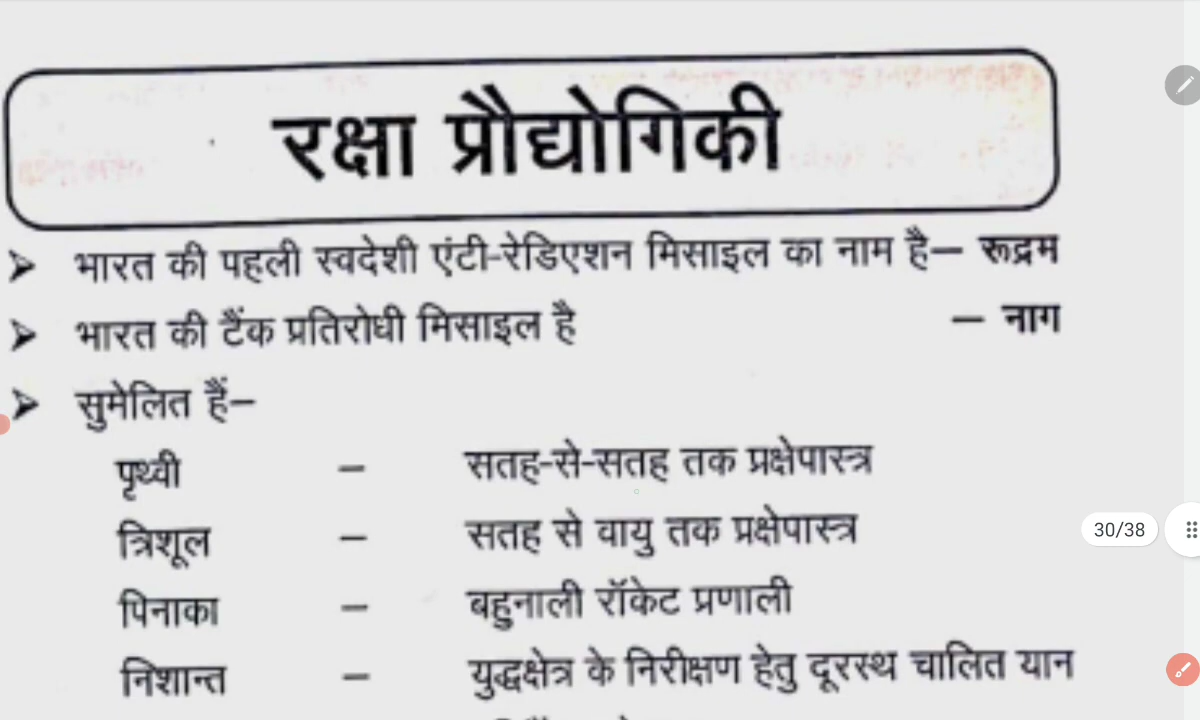 रक्षा प्रौद्योगिकी
➤ भारत की पहली स्वदेशी एंटी-रेडिएशन मिसाइल का नाम है– रूद्रम
➤ भारत की टैंक प्रतिरोधी मिसाइल है – नाग
➤ सुमेलित हैं–
पृथ्वी – सतह-से-सतह तक प्रक्षेपास्त्र
त्रिशूल – सतह से वायु तक प्रक्षेपास्त्र
30/38
पिनाका – बहुनाली रॉकेट प्रणाली
निशान्त – युद्धक्षेत्र के निरीक्षण हेतु दूरस्थ चालित यान